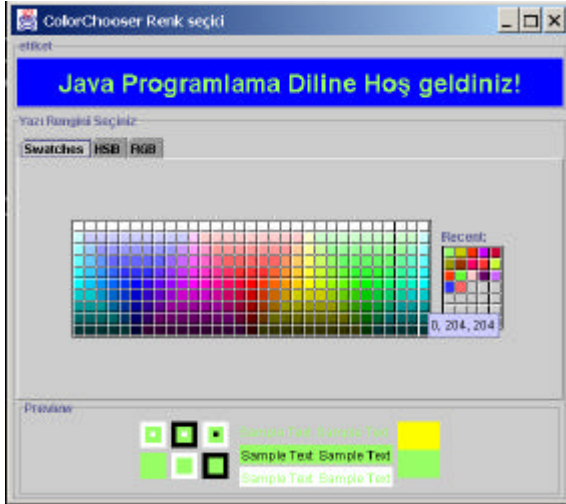 ColorChooser Renk seçici
etiket
Java Programlama Diline Hoş geldiniz!
Yazı Rengini Seçiniz
Swatches HSB RGB
Recent:
0, 204, 204
Preview
Sample Text Sample Text
Sample Text Sample Text
Sample Text Sample Text